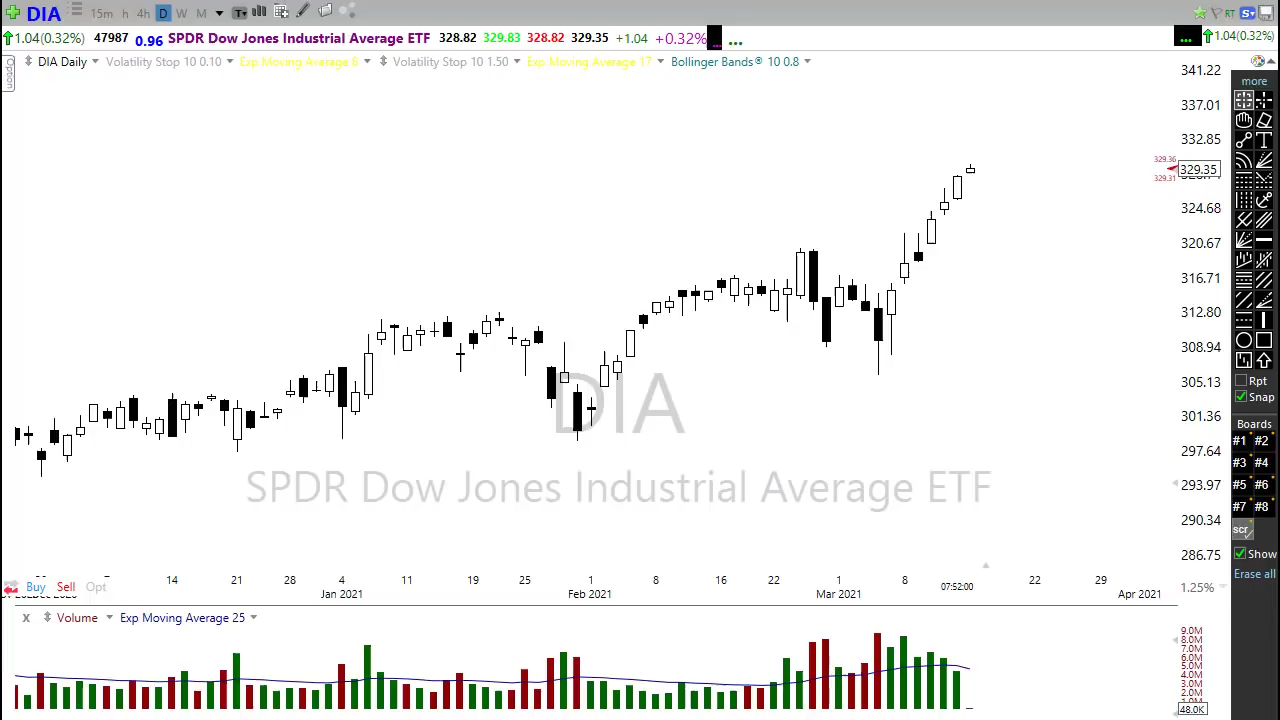 DIA 15m h 4h D W M T RT S
1.04(0.32%) 47987 0.96 SPDR Dow Jones Industrial Average ETF 328.82 329.83 328.82 329.35 +1.04 +0.32% ... ... 1.04(0.32%)
Option DIA Daily Volatility Stop 10 0.10 Exp Moving Average 8 Volatility Stop 10 1.50 Exp Moving Average 17 Bollinger Bands® 10 0.8
341.22
more
337.01
332.85
329.36
329.35
329.31
324.68
320.67
316.71
312.80
308.94
305.13
Rpt
Snap
301.36
DIA
Boards
#1 #2
297.64
#3 #4
SPDR Dow Jones Industrial Average ETF
293.97
#5 #6
#7 #8
290.34
scr
286.75
Show
Erase all
14 21 28 4 11 19 25 1 8 16 22 1 8 22 29
Buy Sell Opt 07:52:00 1.25%
Jan 2021 Feb 2021 Mar 2021 Apr 2021
x Volume Exp Moving Average 25
9.0M
8.0M
7.0M
6.0M
5.0M
4.0M
3.0M
2.0M
48.0K